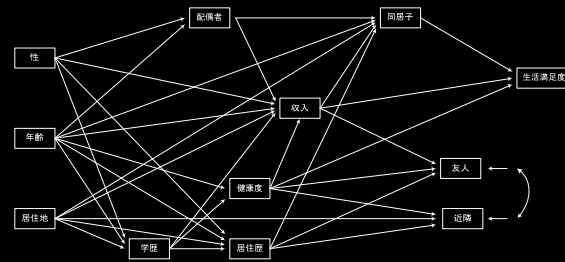 配偶者
同居子
性
生活満足度
収入
年齢
友人
健康度
居住地
近隣
学歴
居住歴